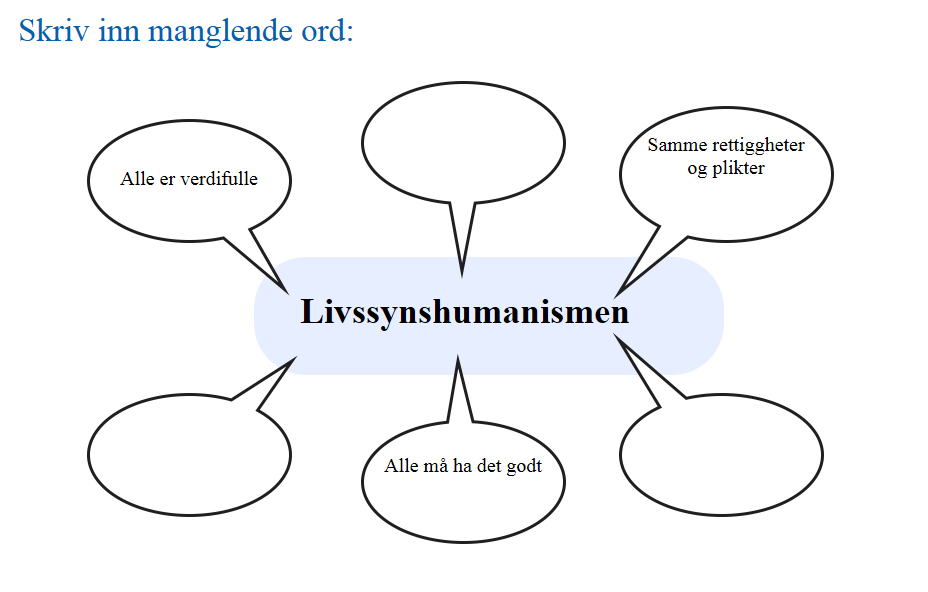 Skriv inn manglende ord:
Alle er verdifulle
Samme rettiggheter
og plikter
Livssynshumanismen
Alle må ha det godt